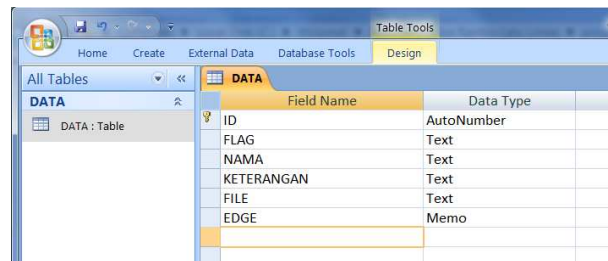 Table Tools
Home Create External Data Database Tools Design
All Tables
DATA
DATA
Field Name Data Type
DATA : Table
ID AutoNumber
FLAG Text
NAMA Text
KETERANGAN Text
FILE Text
EDGE Memo